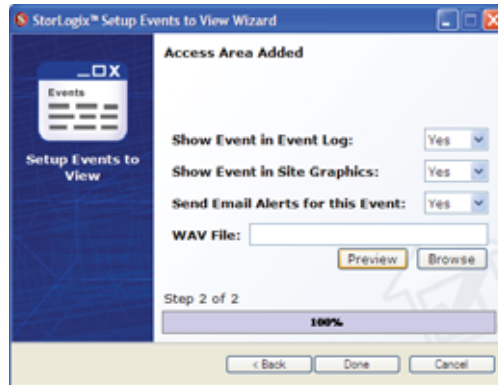 StorLogix™ Setup Events to View Wizard
Access Area Added
Events
Setup Events to
View
Show Event in Event Log: Yes
Show Event in Site Graphics: Yes
Send Email Alerts for this Event: Yes
WAV File:
Preview Browse
Step 2 of 2
100%
< Back Done Cancel